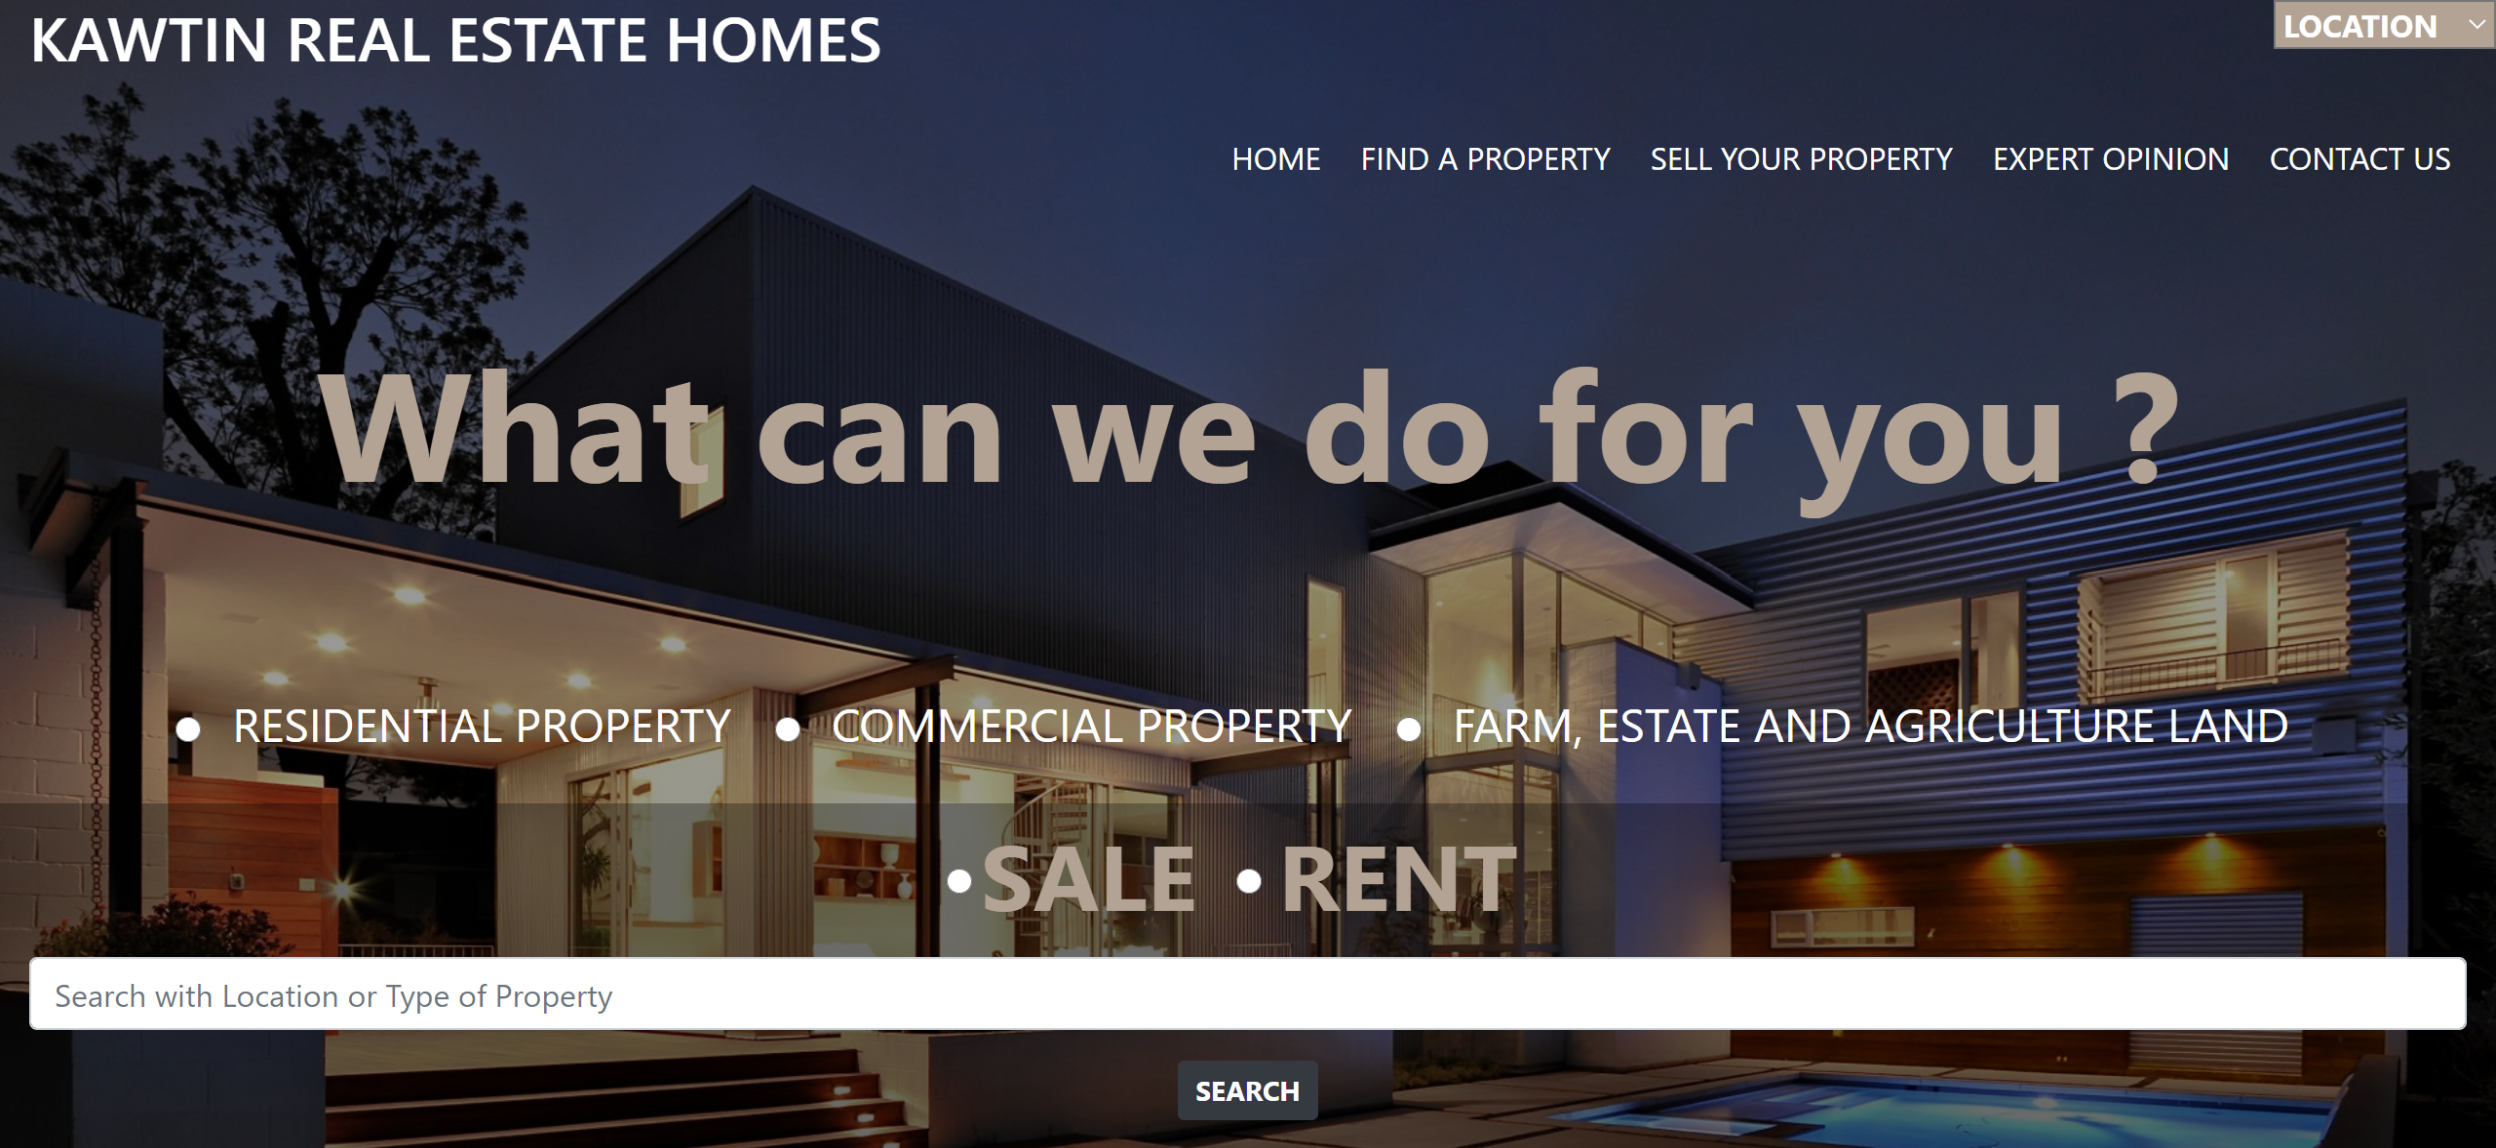 KAWTIN REAL ESTATE HOMES
LOCATION
HOME FIND A PROPERTY SELL YOUR PROPERTY EXPERT OPINION CONTACT US
What can we do for you ?
RESIDENTIAL PROPERTY COMMERCIAL PROPERTY FARM, ESTATE AND AGRICULTURE LAND
SALE RENT
Search with Location or Type of Property
SEARCH